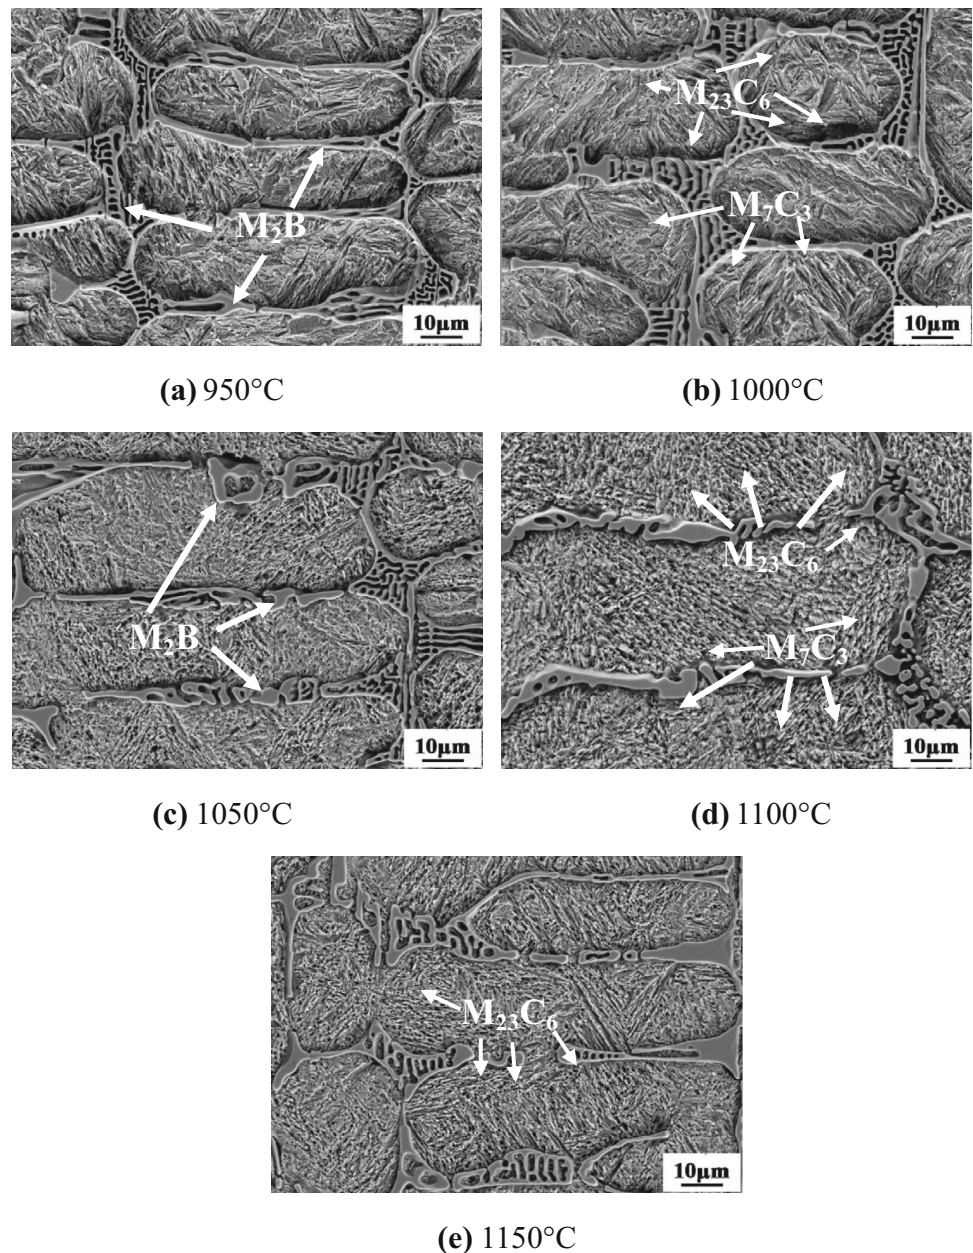 M₂B
10μm
(a) 950°C
M₂₃C₆
M₇C₃
10μm
(b) 1000°C
M₂B
10μm
(c) 1050°C
M₂₃C₆
M₇C₃
10μm
(d) 1100°C
M₂₃C₆
10μm
(e) 1150°C